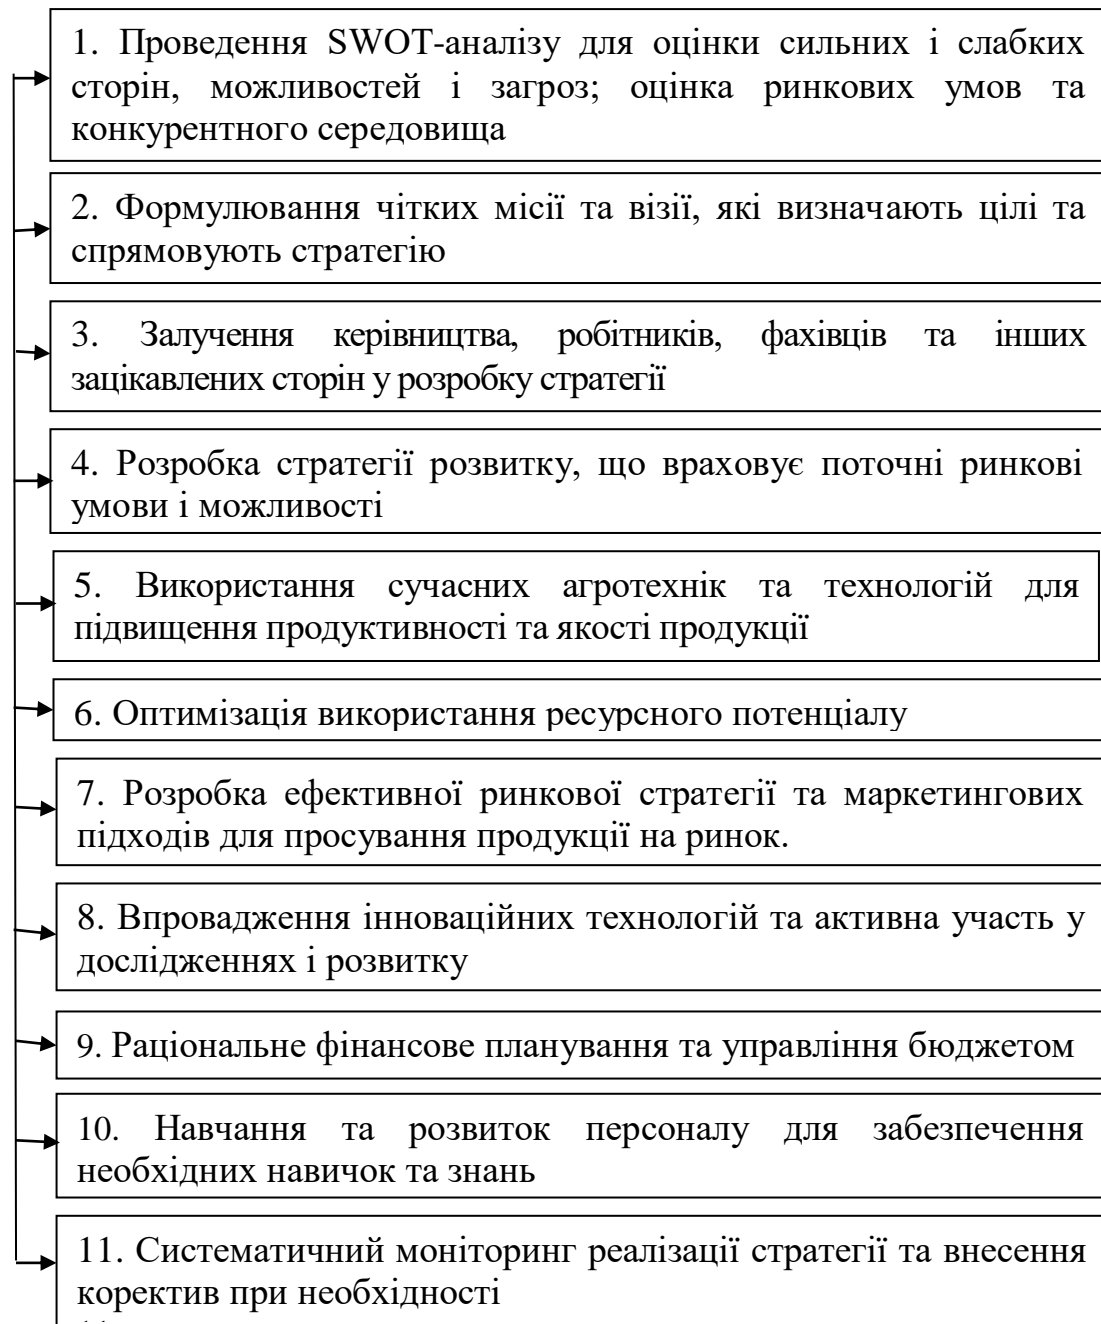 1. Проведення SWOT-аналізу для оцінки сильних і слабких
сторін, можливостей і загроз; оцінка ринкових умов та
конкурентного середовища
2. Формулювання чітких місії та візії, які визначають цілі та
спрямовують стратегію
3. Залучення керівництва, робітників, фахівців та інших
зацікавлених сторін у розробку стратегії
4. Розробка стратегії розвитку, що враховує поточні ринкові
умови і можливості
5. Використання сучасних агротехнік та технологій для
підвищення продуктивності та якості продукції
6. Оптимізація використання ресурсного потенціалу
7. Розробка ефективної ринкової стратегії та маркетингових
підходів для просування продукції на ринок.
8. Впровадження інноваційних технологій та активна участь у
дослідженнях і розвитку
9. Раціональне фінансове планування та управління бюджетом
10. Навчання та розвиток персоналу для забезпечення
необхідних навичок та знань
11. Систематичний моніторинг реалізації стратегії та внесення
коректив при необхідності